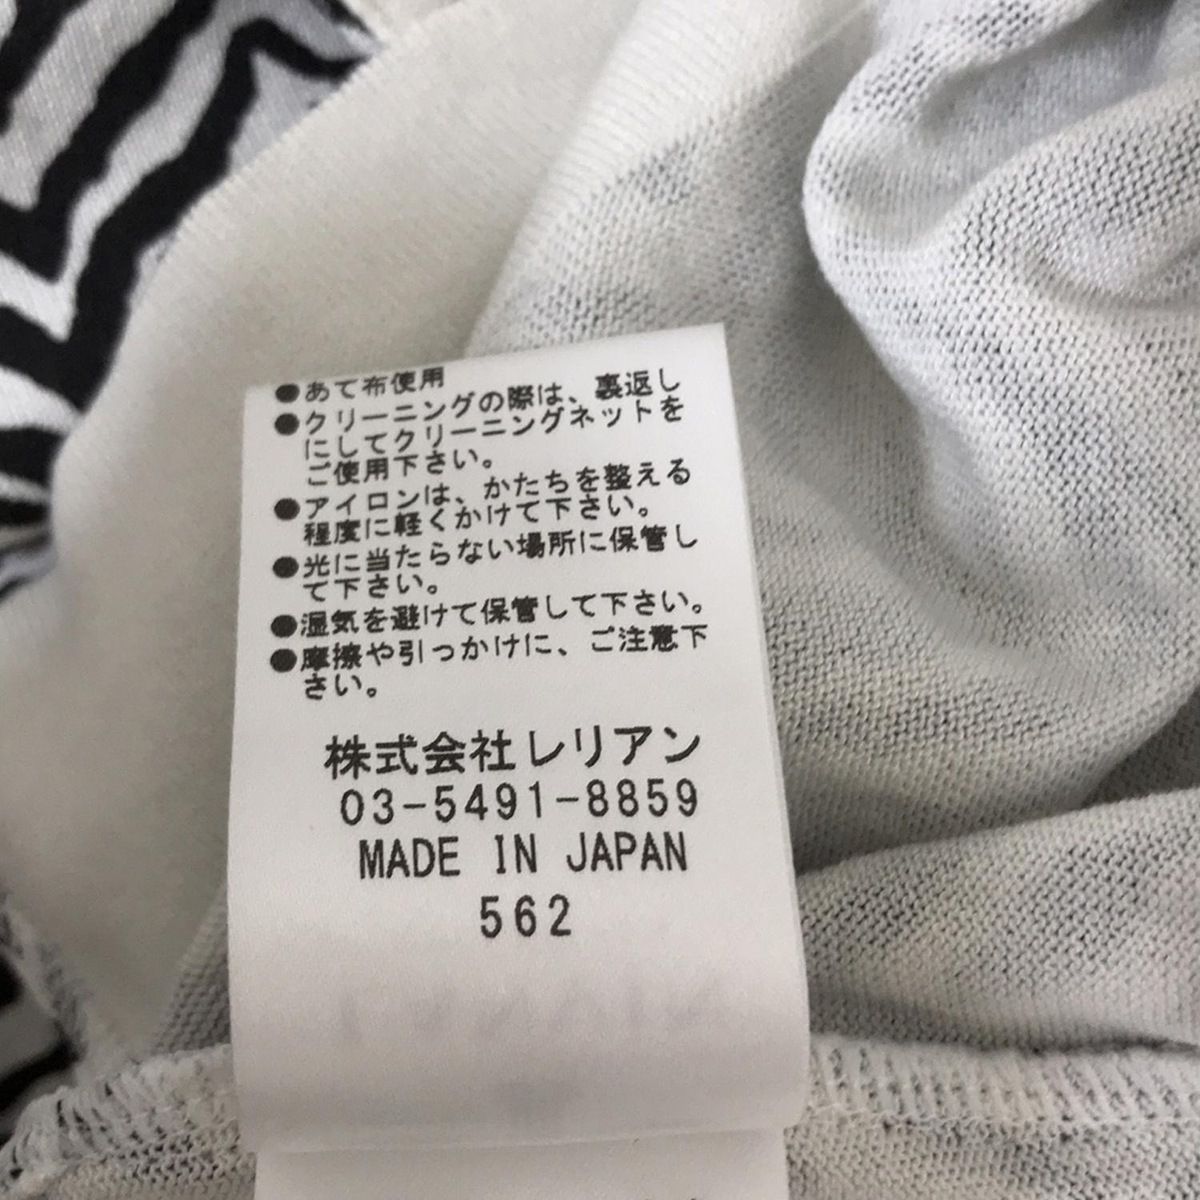 ●あて布使用
●クリーニングの際は、裏返し
にしてクリーニングネットを
ご使用下さい。
●アイロンは、かたちを整える
程度に軽くかけて下さい。
●光に当たらない場所に保管し
て下さい。
●湿気を避けて保管して下さい。
●摩擦や引っかけに、ご注意下
さい。
株式会社レリアン
03-5491-8859
MADE IN JAPAN
562